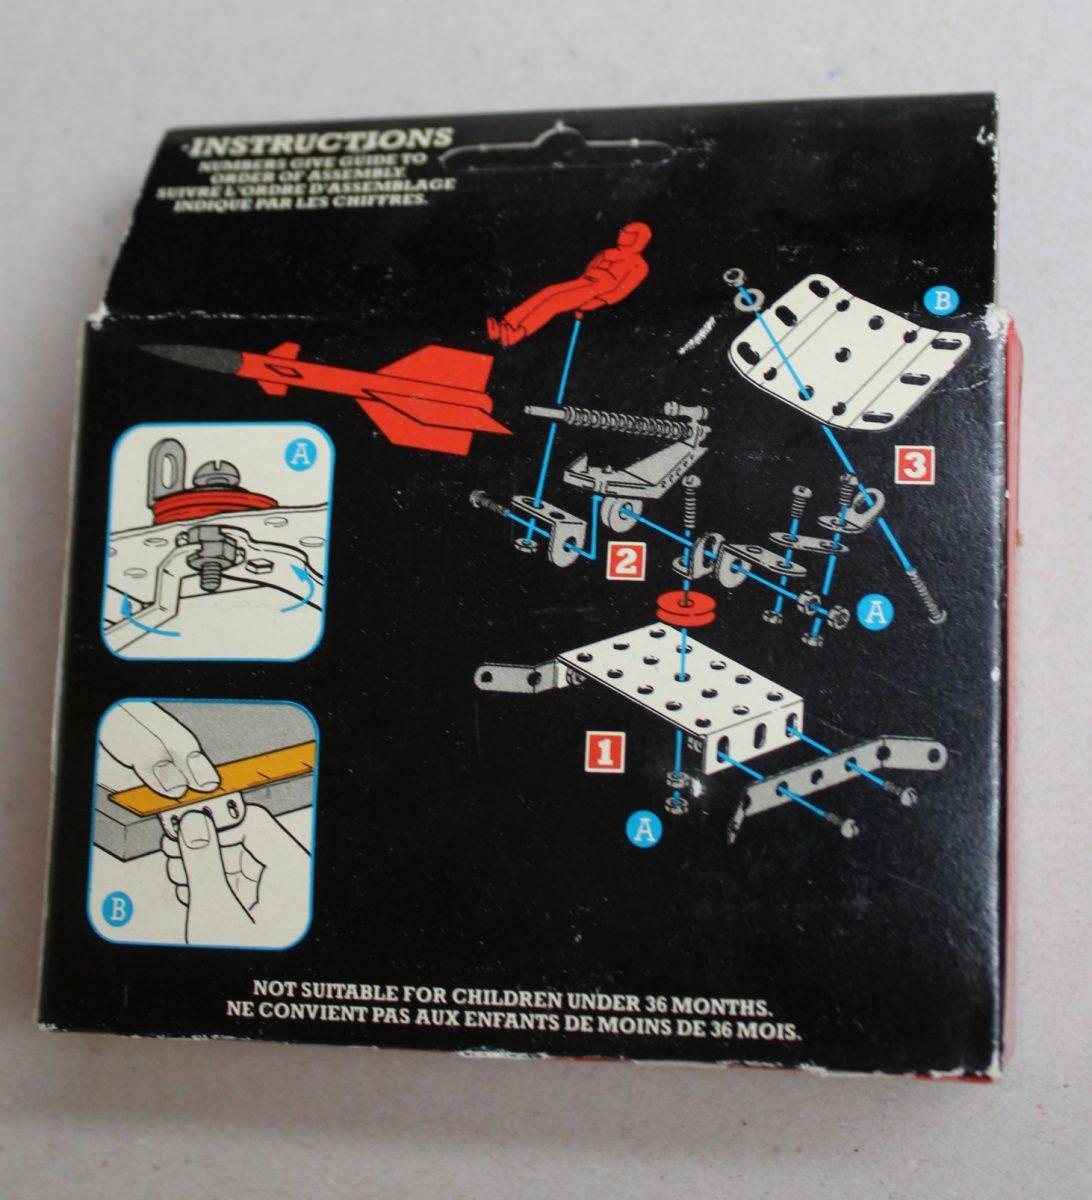 INSTRUCTIONS
NUMBERS GIVE GUIDE TO
ORDER OF ASSEMBLY.
SUIVRE L'ORDRE D'ASSEMBLAGE
INDIQUE PAR LES CHIFFRES.
B
A
3
2
A
1
A
B
NOT SUITABLE FOR CHILDREN UNDER 36 MONTHS.
NE CONVIENT PAS AUX ENFANTS DE MOINS DE 36 MOIS.